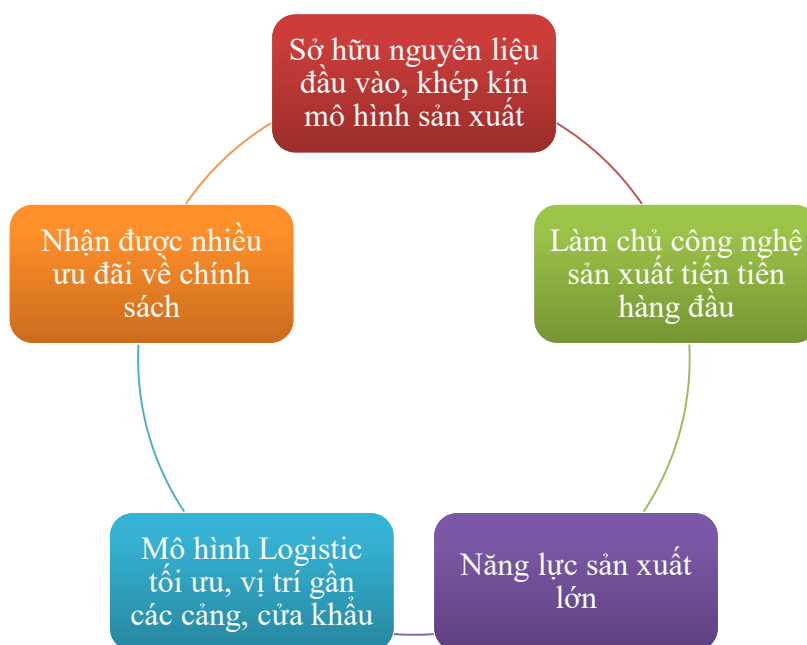 Sở hữu nguyên liệu
đầu vào, khép kín
mô hình sản xuất
Làm chủ công nghệ
sản xuất tiến tiến
hàng đầu
Năng lực sản xuất
lớn
Mô hình Logistic
tối ưu, vị trí gần
các cảng, cửa khẩu
Nhận được nhiều
ưu đãi về chính
sách